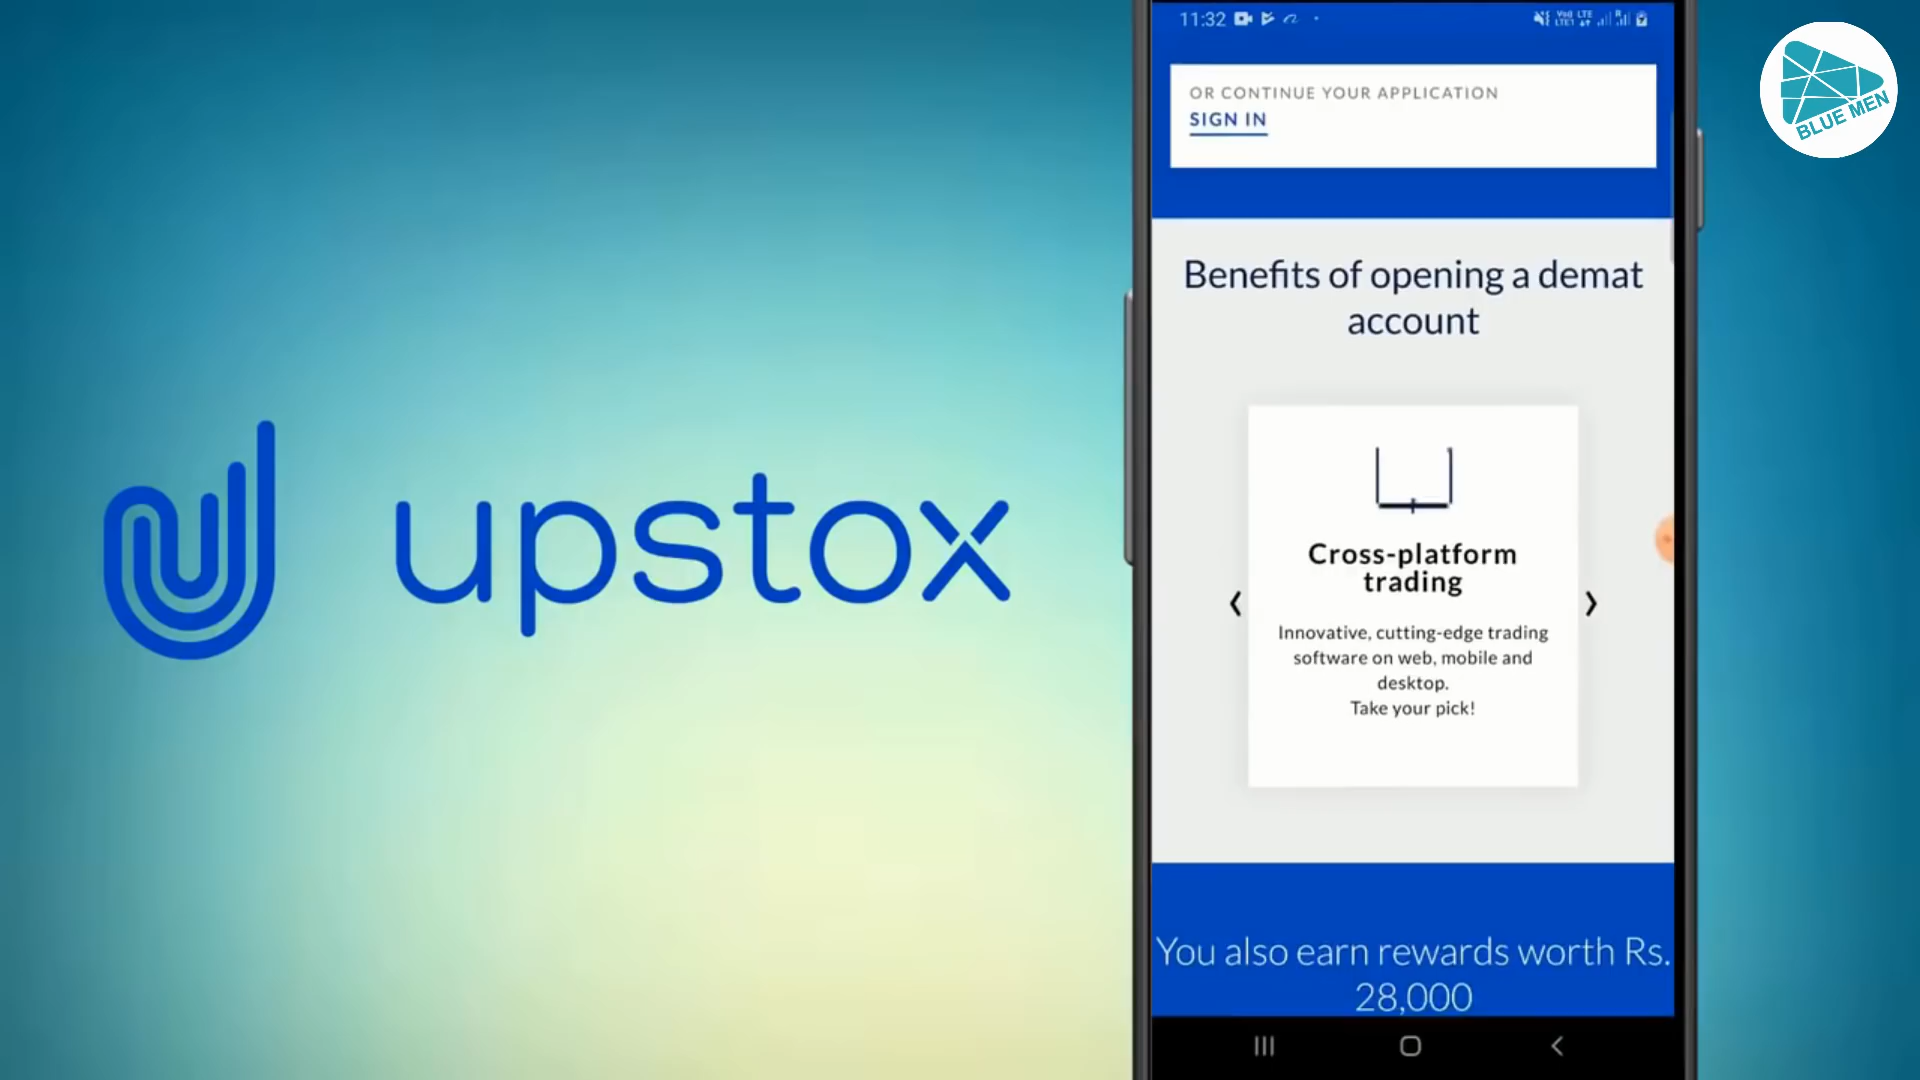 upstox
11:32
OR CONTINUE YOUR APPLICATION
SIGN IN
Benefits of opening a demat
account
Cross-platform
trading
Innovative, cutting-edge trading
software on web, mobile and
desktop.
Take your pick!
You also earn rewards worth Rs.
28,000
BLUE MEN